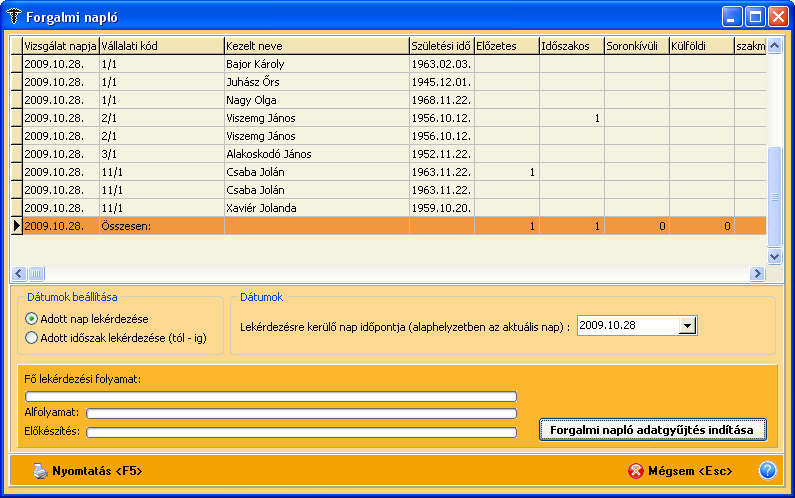 Forgalmi napló
Vizsgálat napja Vállalati kód Kezelt neve Születési idő Előzetes Időszakos Soronkívüli Külföldi szakm
2009.10.28. 1/1 Bajor Károly 1963.02.03.
2009.10.28. 1/1 Juhász Örs 1945.12.01.
2009.10.28. 1/1 Nagy Olga 1968.11.22.
2009.10.28. 2/1 Viszemg János 1956.10.12. 1
2009.10.28. 2/1 Viszemg János 1956.10.12.
2009.10.28. 3/1 Alakoskodó János 1952.11.22.
2009.10.28. 11/1 Csaba Jolán 1963.11.22. 1
2009.10.28. 11/1 Csaba Jolán 1963.11.22.
2009.10.28. 11/1 Xaviér Jolanda 1959.10.20.
2009.10.28. Összesen: 1 1 0 0
Dátumok beállítása
Adott nap lekérdezése
Adott időszak lekérdezése (tól - ig)
Dátumok
Lekérdezésre kerülő nap időpontja (alaphelyzetben az aktuális nap) : 2009.10.28
Fő lekérdezési folyamat:
Alfolyamat:
Előkészítés:
Forgalmi napló adatgyűjtés indítása
Nyomtatás <F5>
Mégsem <Esc>
?